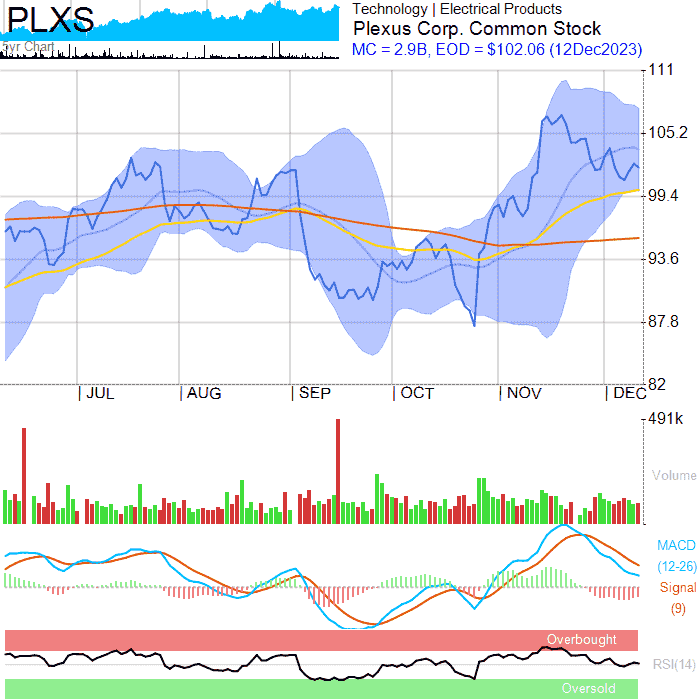 PLXS
Technology | Electrical Products
Plexus Corp. Common Stock
MC = 2.9B, EOD = $102.06 (12Dec2023)
5yr Chart
111
105.2
99.4
93.6
87.8
82
| JUL
| AUG
| SEP
| OCT
| NOV
| DEC
491k
Volume
MACD
(12-26)
Signal
(9)
Overbought
RSI(14)
Oversold